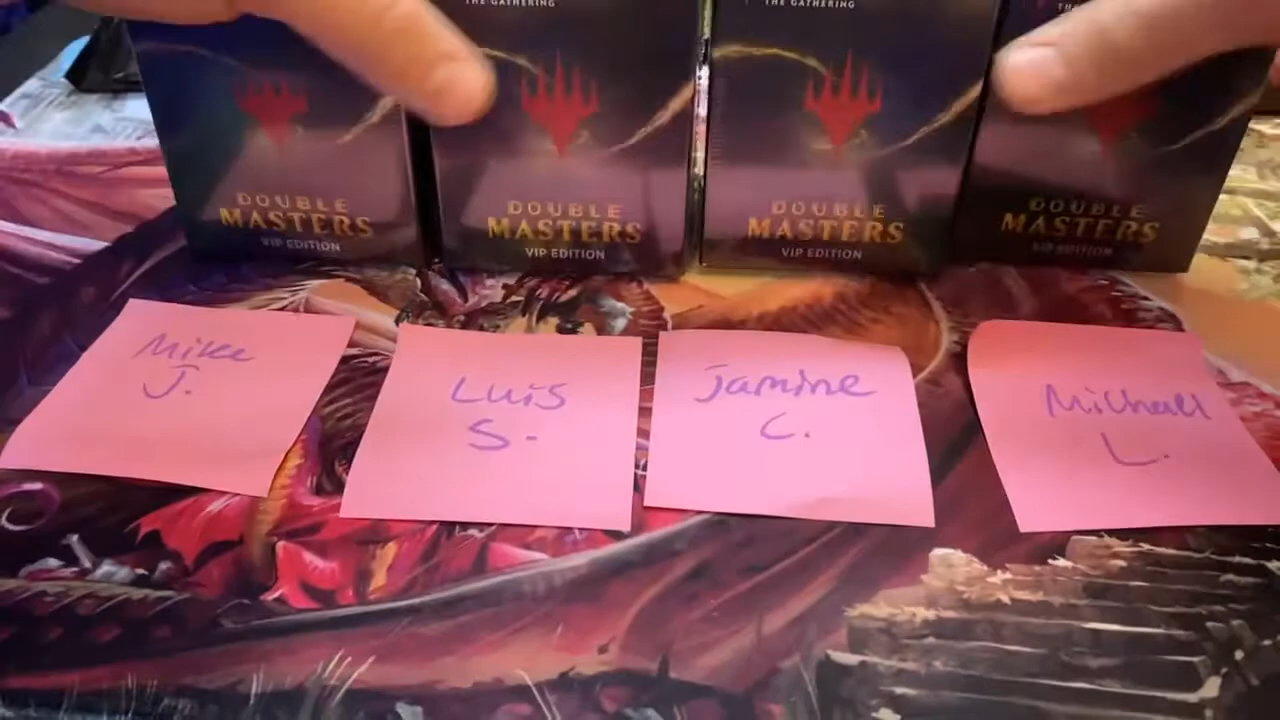 THE GATHERING
THE GATHERING
DOUBLE
MASTERS
VIP EDITION
DOUBLE
MASTERS
VIP EDITION
DOUBLE
MASTERS
VIP EDITION
DOUBLE
MASTERS
VIP EDITION
Mike
J.
Luis
S.
Jamine
C.
Michael
L.